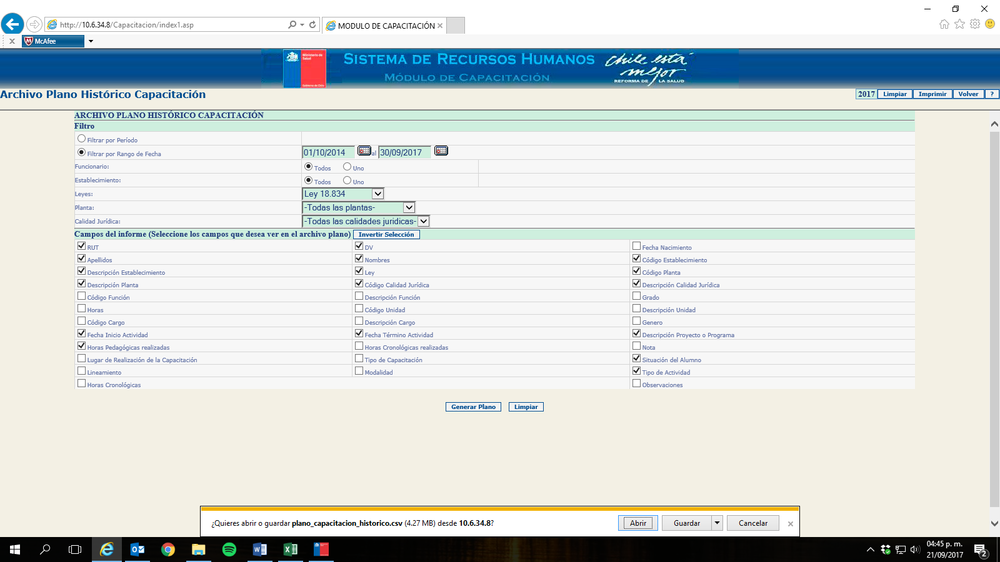 http://10.6.34.8/Capacitacion/index1.asp
MODULO DE CAPACITACIÓN
McAfee
Ministerio de Salud
Gobierno de Chile
SISTEMA DE RECURSOS HUMANOS
MÓDULO DE CAPACITACIÓN
Chile está mejor
REFORMA DE LA SALUD
Archivo Plano Histórico Capacitación
2017 Limpiar Imprimir Volver ?
ARCHIVO PLANO HISTÓRICO CAPACITACIÓN
Filtro
Filtrar por Período
Filtrar por Rango de Fecha 01/10/2014 al 30/09/2017
Funcionario: Todos Uno
Establecimiento: Todos Uno
Leyes: Ley 18.834
Planta: -Todas las plantas-
Calidad Jurídica: -Todas las calidades juridicas-
Campos del informe (Seleccione los campos que desea ver en el archivo plano) Invertir Selección
RUT DV Fecha Nacimiento
Apellidos Nombres Código Establecimiento
Descripción Establecimiento Ley Código Planta
Descripción Planta Código Calidad Jurídica Descripción Calidad Jurídica
Código Función Descripción Función Grado
Horas Código Unidad Descripción Unidad
Código Cargo Descripción Cargo Genero
Fecha Inicio Actividad Fecha Término Actividad Descripción Proyecto o Programa
Horas Pedagógicas realizadas Horas Cronológicas realizadas Nota
Lugar de Realización de la Capacitación Tipo de Capacitación Situación del Alumno
Lineamiento Modalidad Tipo de Actividad
Horas Cronológicas Observaciones
Generar Plano Limpiar
¿Quieres abrir o guardar plano_capacitacion_historico.csv (4.27 MB) desde 10.6.34.8? Abrir Guardar Cancelar
04:45 p. m.
21/09/2017
2